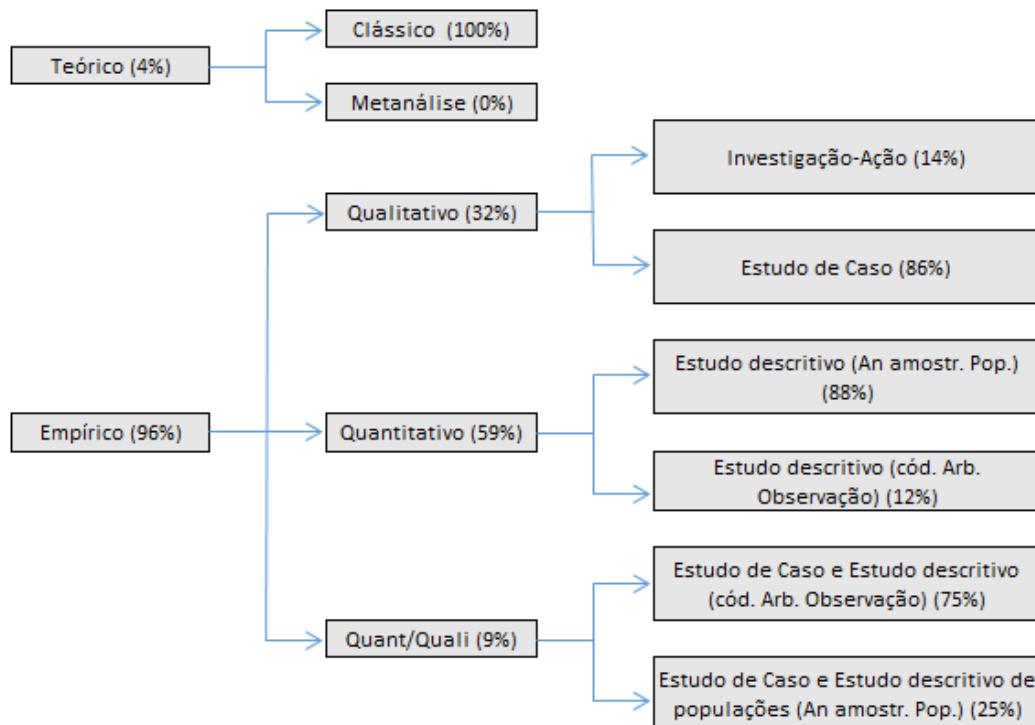 Teórico (4%)
Clássico (100%)
Metanálise (0%)
Empírico (96%)
Qualitativo (32%)
Investigação-Ação (14%)
Estudo de Caso (86%)
Quantitativo (59%)
Estudo descritivo (An amostr. Pop.)
(88%)
Estudo descritivo (cód. Arb.
Observação) (12%)
Quant/Quali (9%)
Estudo de Caso e Estudo descritivo
(cód. Arb. Observação) (75%)
Estudo de Caso e Estudo descritivo de
populações (An amostr. Pop.) (25%)